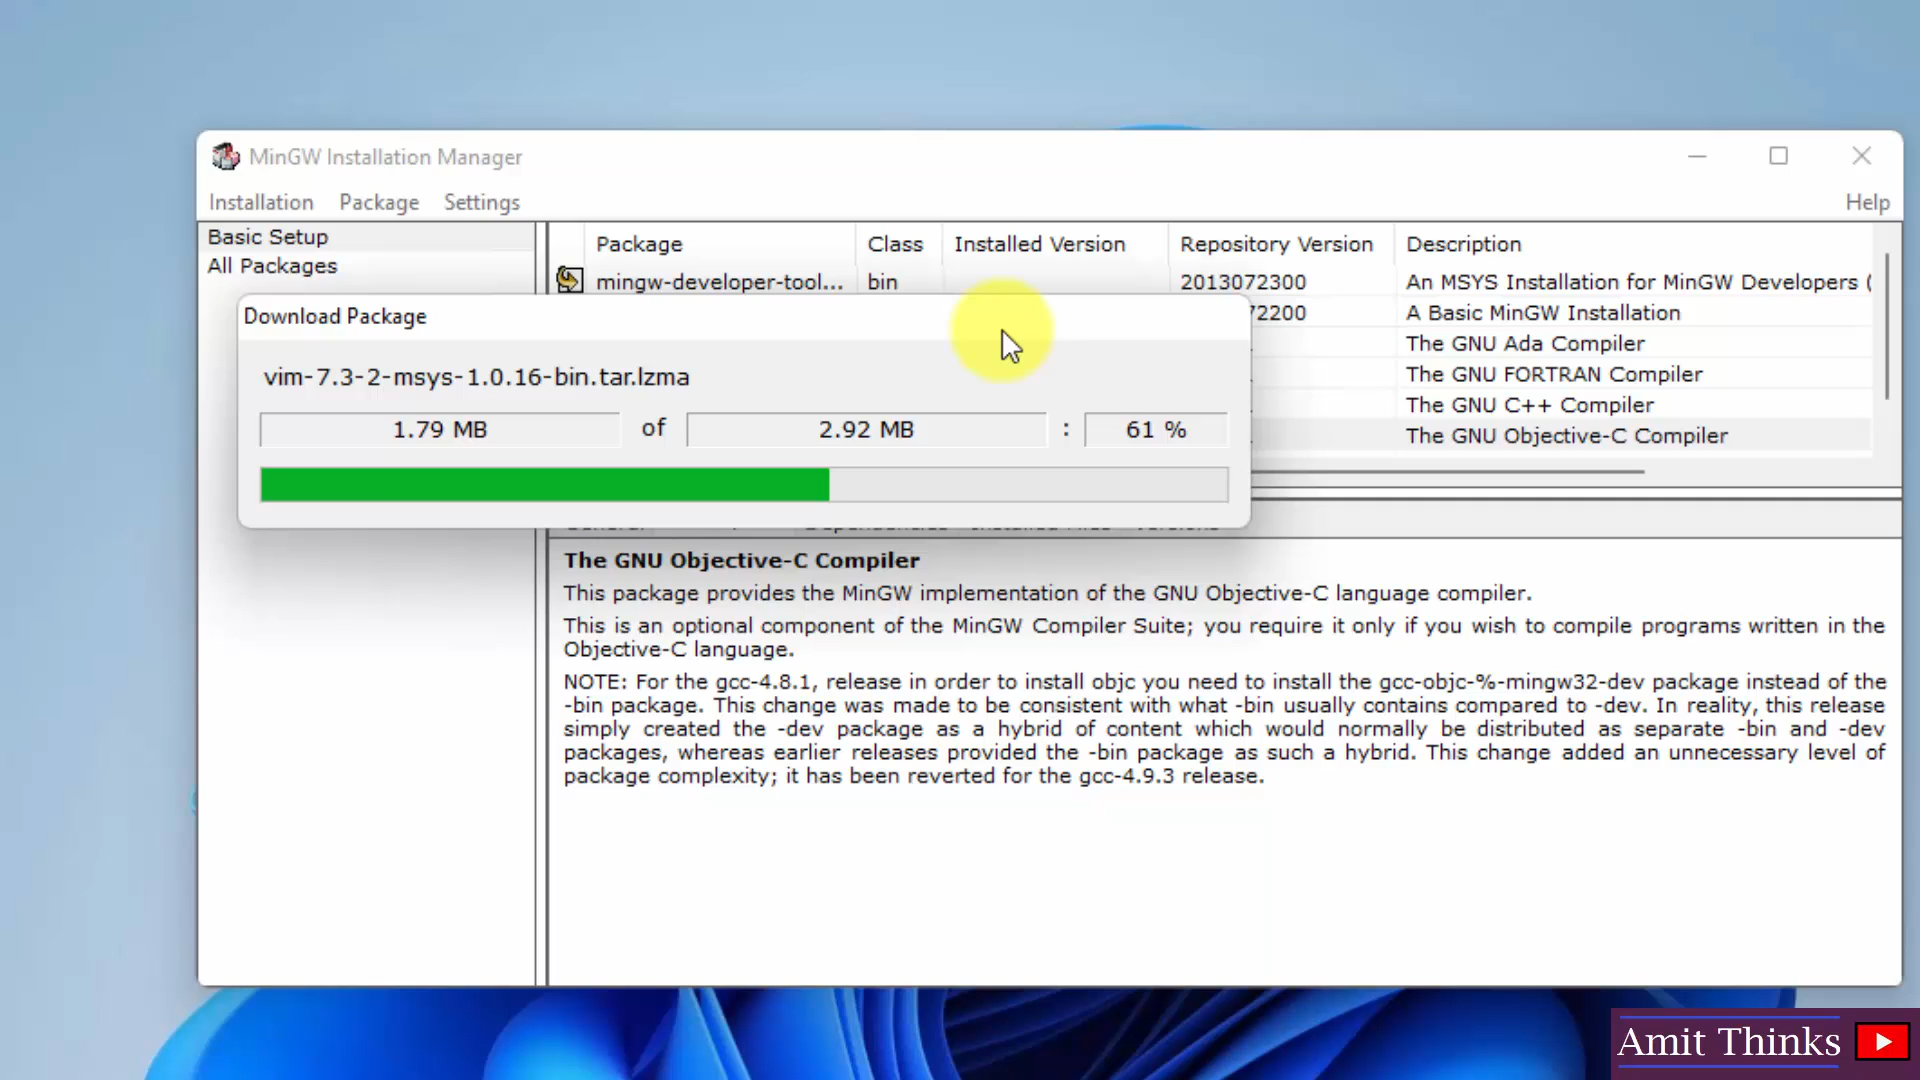 MinGW Installation Manager
Installation Package Settings Help
Basic Setup
All Packages
Package Class Installed Version Repository Version Description
mingw-developer-tool... bin 2013072300 An MSYS Installation for MinGW Developers (
72200 A Basic MinGW Installation
The GNU Ada Compiler
The GNU FORTRAN Compiler
The GNU C++ Compiler
The GNU Objective-C Compiler
Download Package
vim-7.3-2-msys-1.0.16-bin.tar.lzma
1.79 MB of 2.92 MB : 61 %
The GNU Objective-C Compiler
This package provides the MinGW implementation of the GNU Objective-C language compiler.
This is an optional component of the MinGW Compiler Suite; you require it only if you wish to compile programs written in the
Objective-C language.
NOTE: For the gcc-4.8.1, release in order to install objc you need to install the gcc-objc-%-mingw32-dev package instead of the
-bin package. This change was made to be consistent with what -bin usually contains compared to -dev. In reality, this release
simply created the -dev package as a hybrid of content which would normally be distributed as separate -bin and -dev
packages, whereas earlier releases provided the -bin package as such a hybrid. This change added an unnecessary level of
package complexity; it has been reverted for the gcc-4.9.3 release.
Amit Thinks